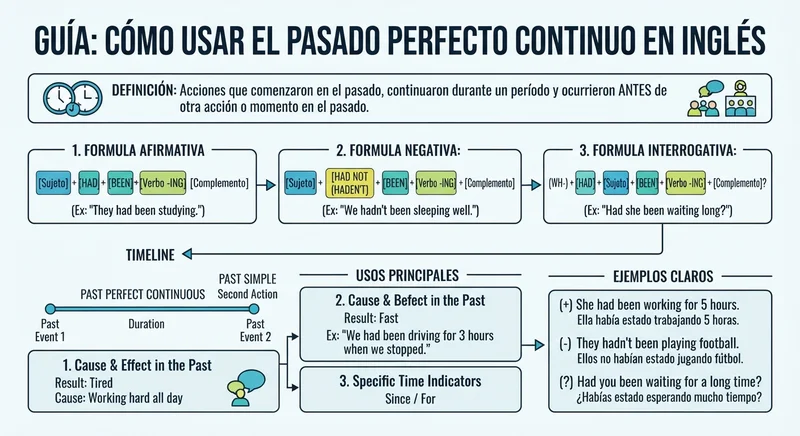 GUÍA: CÓMO USAR EL PASADO PERFECTO CONTINUO EN INGLÉS
DEFINICIÓN: Acciones que comenzaron en el pasado, continuaron durante un período y ocurrieron ANTES de
otra acción o momento en el pasado.
1. FORMULA AFIRMATIVA
[Sujeto] + [HAD] + [BEEN] + [Verbo -ING] [Complemento]
(Ex: "They had been studying.")
2. FORMULA NEGATIVA:
[Sujeto] + [HAD NOT
(HADEN'T)] + [BEEN] + [Verbo -ING] + [Complemento]
(Ex: "We hadn't been sleeping well.")
3. FORMULA INTERROGATIVA:
(WH-) + [HAD] + [Sujeto] + [BEEN] + [Verbo -ING] + [Complemento]?
(Ex: "Had she been waiting long?")
TIMELINE
PAST PERFECT CONTINUOUS
PAST SIMPLE
Second Action
Past
Event 1
Duration
Past
Event 2
1. Cause & Effect in the Past
Result: Tired
Cause: Working hard all day
USOS PRINCIPALES
2. Cause & Befect in the Past
Result: Fast
Ex: "We had been driving for 3 hours
when we stopped."
3. Specific Time Indicators
Since / For
EJEMPLOS CLAROS
(+) She had been working for 5 hours.
Ella había estado trabajando 5 horas.
(-) They hadn't been playing football.
Ellos no habían estado jugando fútbol.
(?) Had you been waiting for a long time?
¿Habías estado esperando mucho tiempo?